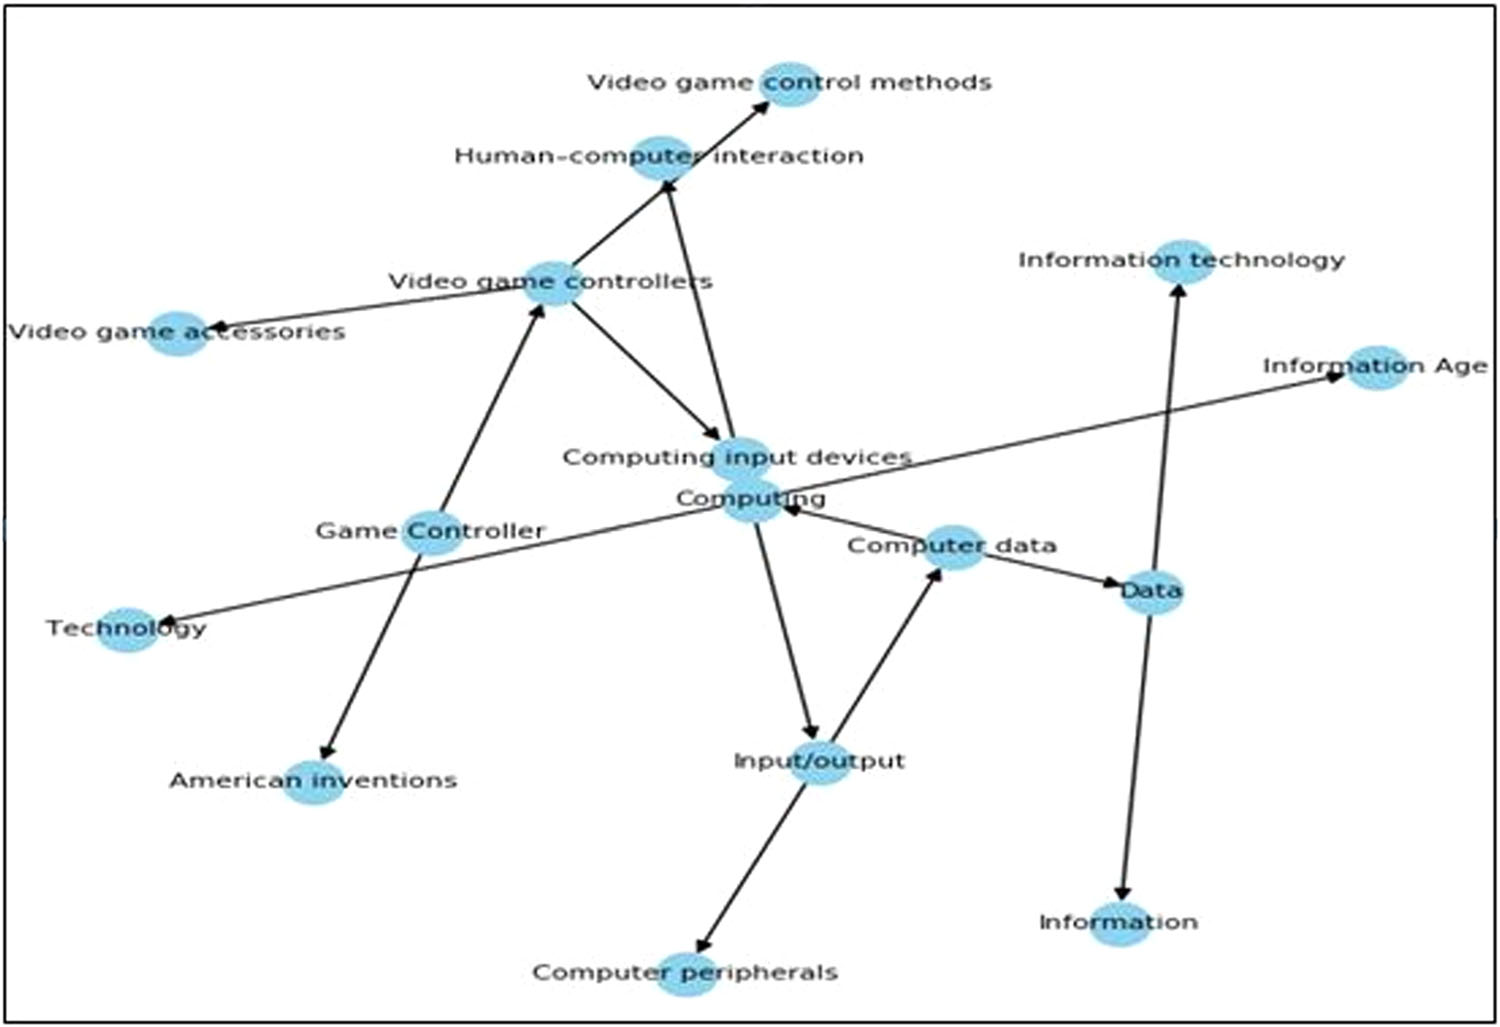 Video game control methods
Human-computer interaction
Information technology
Video game controllers
Video game accessories
Information Age
Computing input devices
Computing
Game Controller
Computer data
Data
Technology
Input/output
American inventions
Information
Computer peripherals